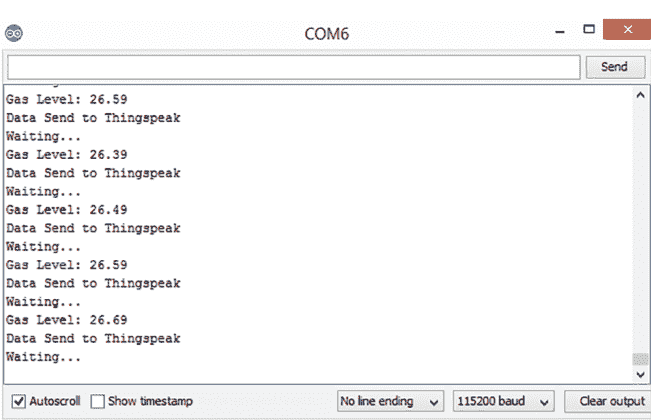 COM6
Send
Gas Level: 26.59
Data Send to Thingspeak
Waiting...
Gas Level: 26.39
Data Send to Thingspeak
Waiting...
Gas Level: 26.49
Data Send to Thingspeak
Waiting...
Gas Level: 26.59
Data Send to Thingspeak
Waiting...
Gas Level: 26.69
Data Send to Thingspeak
Waiting...
Autoscroll Show timestamp No line ending 115200 baud Clear output